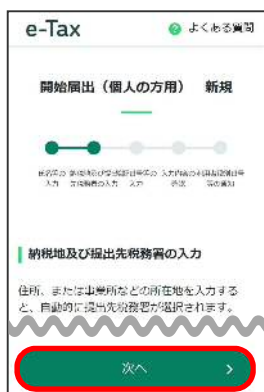 e-Tax
よくある質問
開始届出（個人の方用） 新規
納税地及び提出先税務署の入力
住所、または事業所などの所在地を入力する
と、自動的に提出先税務署が選択されます。
次へ